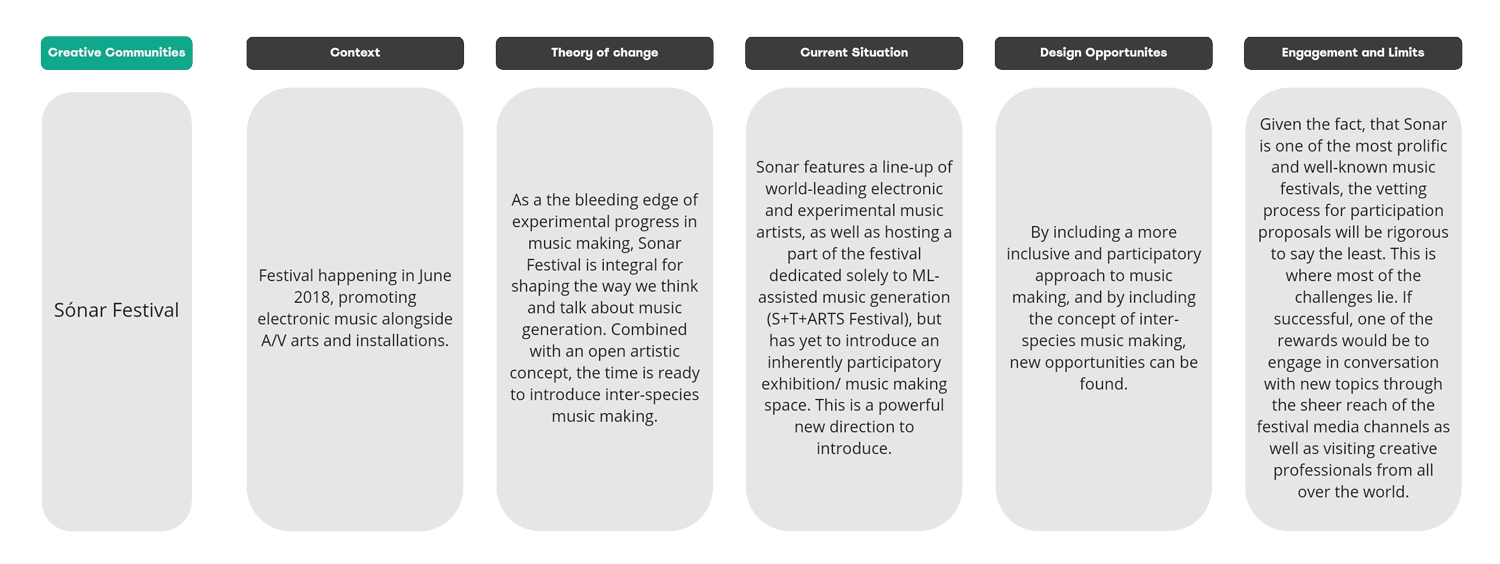 Creative Communities
Context
Theory of change
Current Situation
Design Opportunites
Engagement and Limits
Sónar Festival
Festival happening in June
2018, promoting
electronic music alongside
A/V arts and installations.
As a the bleeding edge of
experimental progress in
music making, Sonar
Festival is integral for
shaping the way we think
and talk about music
generation. Combined
with an open artistic
concept, the time is ready
to introduce inter-species
music making.
Sonar features a line-up of
world-leading electronic
and experimental music
artists, as well as hosting a
part of the festival
dedicated solely to ML-
assisted music generation
(S+T+ARTS Festival), but
has yet to introduce an
inherently participatory
exhibition/ music making
space. This is a powerful
new direction to
introduce.
By including a more
inclusive and participatory
approach to music
making, and by including
the concept of inter-
species music making,
new opportunities can be
found.
Given the fact, that Sonar
is one of the most prolific
and well-known music
festivals, the vetting
process for participation
proposals will be rigorous
to say the least. This is
where most of the
challenges lie. If
successful, one of the
rewards would be to
engage in conversation
with new topics through
the sheer reach of the
festival media channels as
well as visiting creative
professionals from all
over the world.